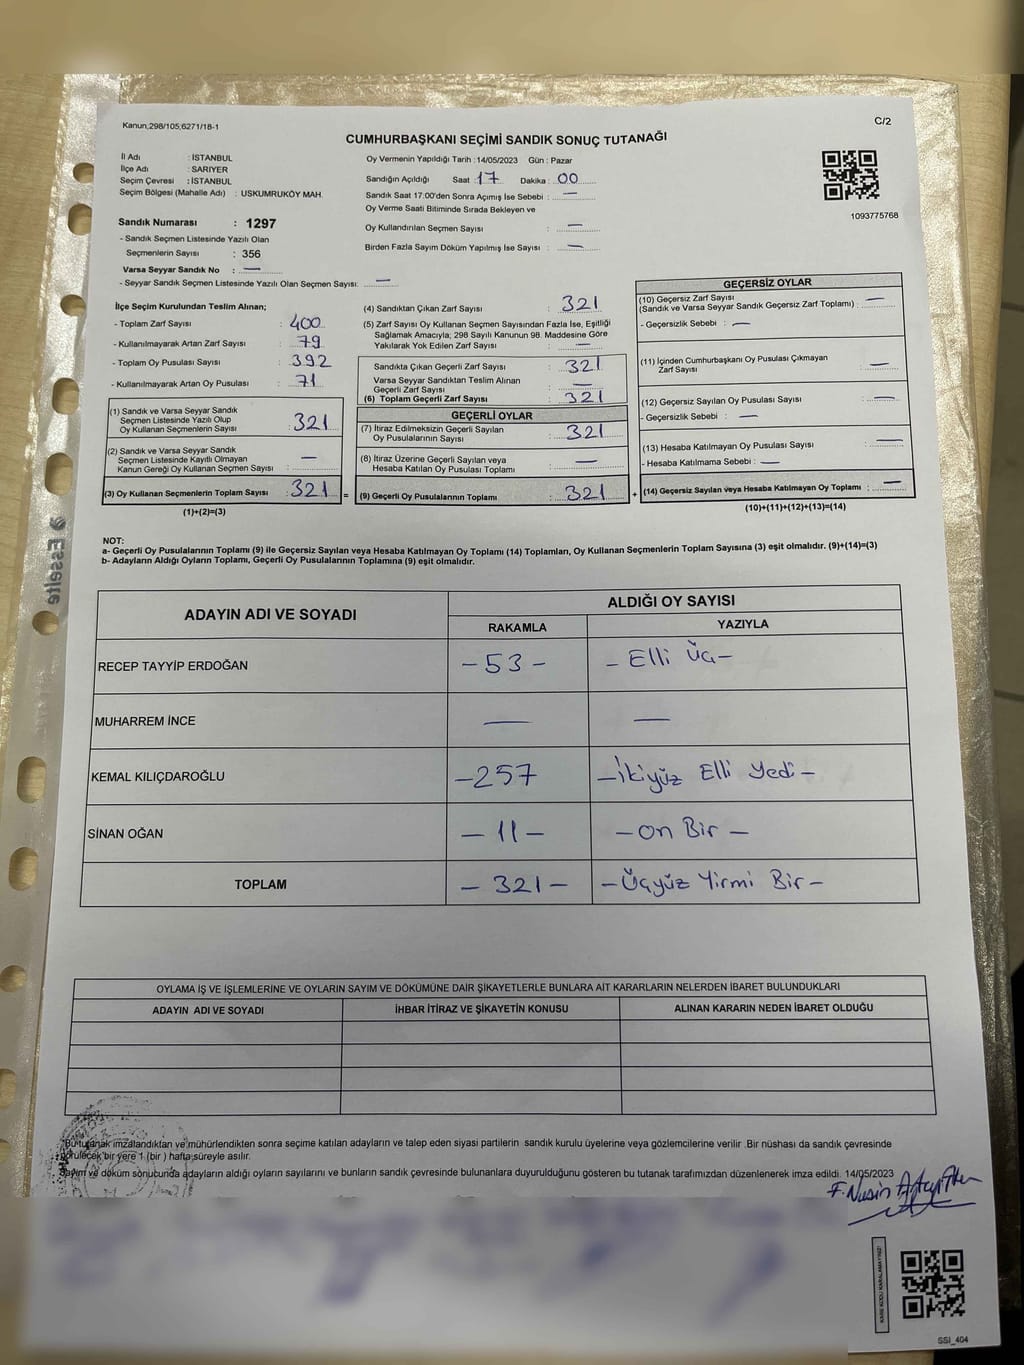 Kanun,298/105,6271/18-1
C/2
CUMHURBAŞKANI SEÇİMİ SANDIK SONUÇ TUTANAĞI
İl Adı : İSTANBUL
İlçe Adı : SARIYER
Seçim Çevresi : İSTANBUL
Seçim Bölgesi (Mahalle Adı) : USKUMRUKÖY MAH.
Oy Vermenin Yapıldığı Tarih :14/05/2023 Gün : Pazar
Sandığın Açıldığı Saat : 17 Dakika : 00
Sandık Saat 17:00'den Sonra Açımış İse Sebebi : —
Oy Verme Saati Bitiminde Sırada Bekleyen ve
Oy Kullandırılan Seçmen Sayısı : —
Birden Fazla Sayım Döküm Yapılmış İse Sayısı : —
1093775768
Sandık Numarası : 1297
- Sandık Seçmen Listesinde Yazılı Olan
Seçmenlerin Sayısı : 356
Varsa Seyyar Sandık No : —
- Seyyar Sandık Seçmen Listesinde Yazılı Olan Seçmen Sayısı: —
İlçe Seçim Kurulundan Teslim Alınan;
- Toplam Zarf Sayısı : 400
- Kullanılmayarak Artan Zarf Sayısı : 79
- Toplam Oy Pusulası Sayısı : 392
- Kullanılmayarak Artan Oy Pusulası : 71
(1) Sandık ve Varsa Seyyar Sandık
Seçmen Listesinde Yazılı Olup
Oy Kullanan Seçmenlerin Sayısı : 321
(2) Sandık ve Varsa Seyyar Sandık
Seçmen Listesinde Kayıtlı Olmayan
Kanun Gereği Oy Kullanan Seçmen Sayısı : —
(3) Oy Kullanan Seçmenlerin Toplam Sayısı : 321 =
(1)+(2)=(3)
(4) Sandıktan Çıkan Zarf Sayısı : 321
(5) Zarf Sayısı Oy Kullanan Seçmen Sayısından Fazla İse, Eşitliği
Sağlamak Amacıyla; 298 Sayılı Kanunun 98. Maddesine Göre
Yakılarak Yok Edilen Zarf Sayısı : —
Sandıkta Çıkan Geçerli Zarf Sayısı : 321
Varsa Seyyar Sandıktan Teslim Alınan
Geçerli Zarf Sayısı : —
(6) Toplam Geçerli Zarf Sayısı : 321
GEÇERLİ OYLAR
(7) İtiraz Edilmeksizin Geçerli Sayılan
Oy Pusulalarının Sayısı : 321
(8) İtiraz Üzerine Geçerli Sayılan veya
Hesaba Katılan Oy Pusulası Toplamı : —
(9) Geçerli Oy Pusulalarının Toplamı : 321 +
GEÇERSİZ OYLAR
(10) Geçersiz Zarf Sayısı
(Sandık ve Varsa Seyyar Sandık Geçersiz Zarf Toplamı) : —
- Geçersizlik Sebebi : —
(11) İçinden Cumhurbaşkanı Oy Pusulası Çıkmayan
Zarf Sayısı : —
(12) Geçersiz Sayılan Oy Pusulası Sayısı : —
- Geçersizlik Sebebi : —
(13) Hesaba Katılmayan Oy Pusulası Sayısı : —
- Hesaba Katılmama Sebebi : —
(14) Geçersiz Sayılan veya Hesaba Katılmayan Oy Toplamı : —
(10)+(11)+(12)+(13)=(14)
NOT:
a- Geçerli Oy Pusulalarının Toplamı (9) ile Geçersiz Sayılan veya Hesaba Katılmayan Oy Toplamı (14) Toplamları, Oy Kullanan Seçmenlerin Toplam Sayısına (3) eşit olmalıdır. (9)+(14)=(3)
b- Adayların Aldığı Oyların Toplamı, Geçerli Oy Pusulalarının Toplamına (9) eşit olmalıdır.
Esselte
ADAYIN ADI VE SOYADI
ALDIĞI OY SAYISI
RAKAMLA YAZIYLA
RECEP TAYYİP ERDOĞAN - 53 - - Elli Üç -
MUHARREM İNCE — —
KEMAL KILIÇDAROĞLU - 257 - İkiyüz Elli Yedi -
SİNAN OĞAN - 11 - - on Bir -
TOPLAM - 321 - - Üçyüz Yirmi Bir -
OYLAMA İŞ VE İŞLEMLERİNE VE OYLARIN SAYIM VE DÖKÜMÜNE DAİR ŞİKAYETLERLE BUNLARA AİT KARARLARIN NELERDEN İBARET BULUNDUKLARI
ADAYIN ADI VE SOYADI İHBAR İTİRAZ VE ŞİKAYETİN KONUSU ALINAN KARARIN NEDEN İBARET OLDUĞU
Bu tutanak imzalandıktan ve mühürlendikten sonra seçime katılan adayların ve talep eden siyasi partilerin sandık kurulu üyelerine veya gözlemcilerine verilir .Bir nüshası da sandık çevresinde
görülecek bir yere 1 (bir ) hafta süreyle asılır.
Sayım ve döküm sonucunda adayların aldığı oyların sayılarını ve bunların sandık çevresinde bulunanlara duyurulduğunu gösteren bu tutanak tarafımızdan düzenlenerek imza edildi. 14/05/2023
KARE KODU KARALAMAYINIZ!
SSİ_404